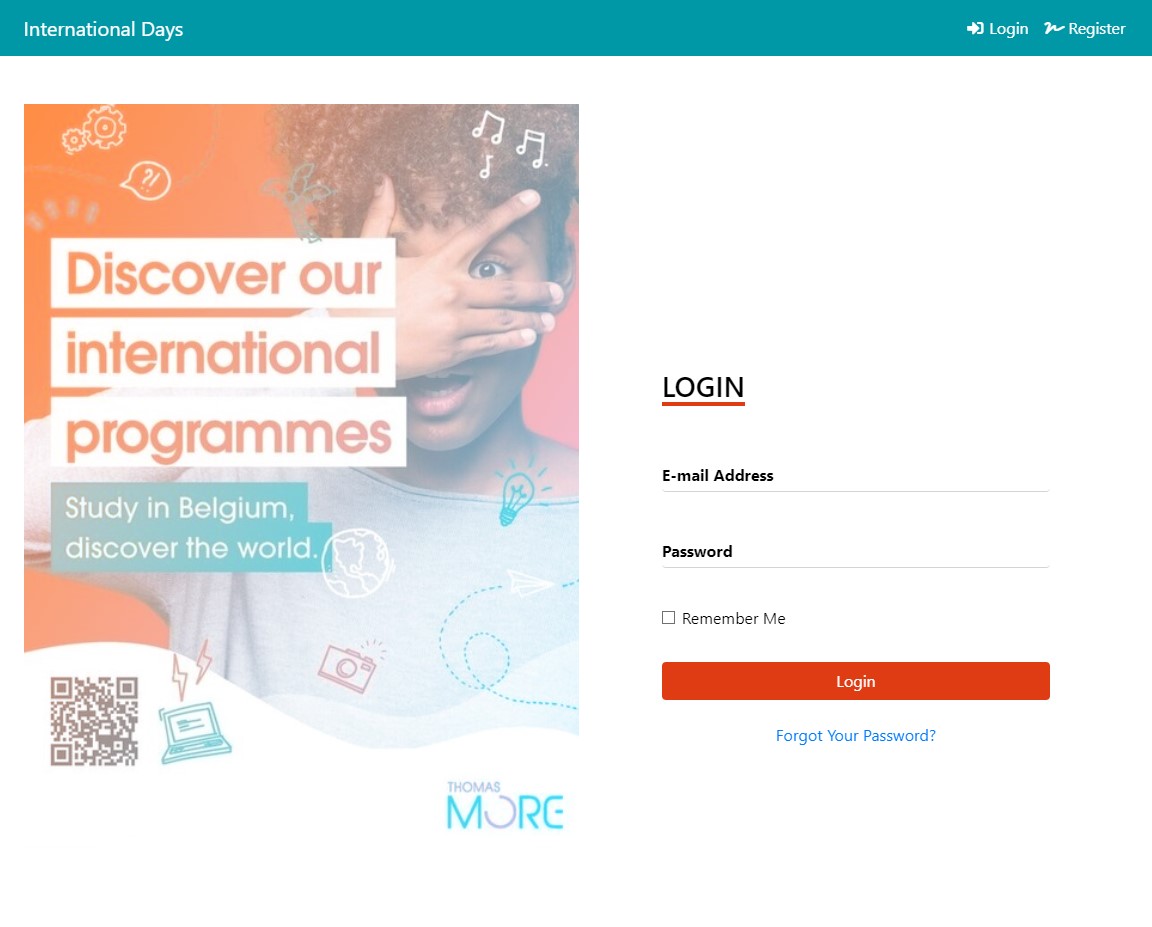 International Days
Login
Register
?!
Discover our
international
programmes
Study in Belgium,
discover the world.
THOMAS
MORE
LOGIN
E-mail Address
Password
Remember Me
Login
Forgot Your Password?